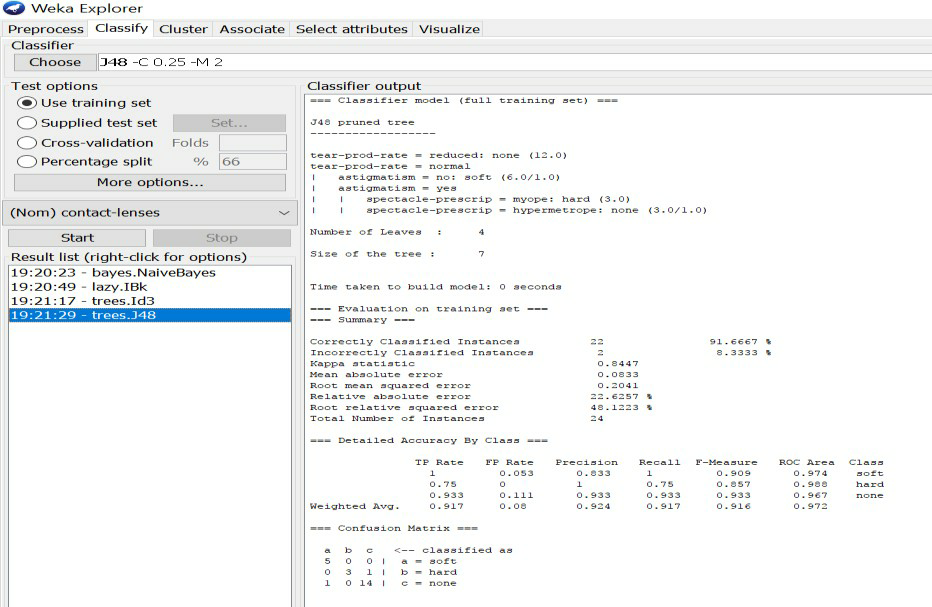 Weka Explorer
Preprocess Classify Cluster Associate Select attributes Visualize
Classifier
Choose J48 -C 0.25 -M 2
Test options
Use training set
Supplied test set Set...
Cross-validation Folds
Percentage split % 66
More options...
(Nom) contact-lenses
Start Stop
Result list (right-click for options)
19:20:23 - bayes.NaiveBayes
19:20:49 - lazy.IBk
19:21:17 - trees.Id3
19:21:29 - trees.J48
Classifier output
=== Classifier model (full training set) ===
J48 pruned tree
------------------
tear-prod-rate = reduced: none (12.0)
tear-prod-rate = normal
|   astigmatism = no: soft (6.0/1.0)
|   astigmatism = yes
|   |   spectacle-prescrip = myope: hard (3.0)
|   |   spectacle-prescrip = hypermetrope: none (3.0/1.0)
Number of Leaves : 4
Size of the tree : 7
Time taken to build model: 0 seconds
=== Evaluation on training set ===
=== Summary ===
Correctly Classified Instances 22 91.6667 %
Incorrectly Classified Instances 2 8.3333 %
Kappa statistic 0.8447
Mean absolute error 0.0833
Root mean squared error 0.2041
Relative absolute error 22.6257 %
Root relative squared error 48.1223 %
Total Number of Instances 24
=== Detailed Accuracy By Class ===
TP Rate FP Rate Precision Recall F-Measure ROC Area Class
1 0.053 0.833 1 0.909 0.974 soft
0.75 0 1 0.75 0.857 0.988 hard
0.933 0.111 0.933 0.933 0.933 0.967 none
Weighted Avg. 0.917 0.08 0.924 0.917 0.916 0.972
=== Confusion Matrix ===
a b c <-- classified as
5 0 0 | a = soft
0 3 1 | b = hard
1 0 14 | c = none